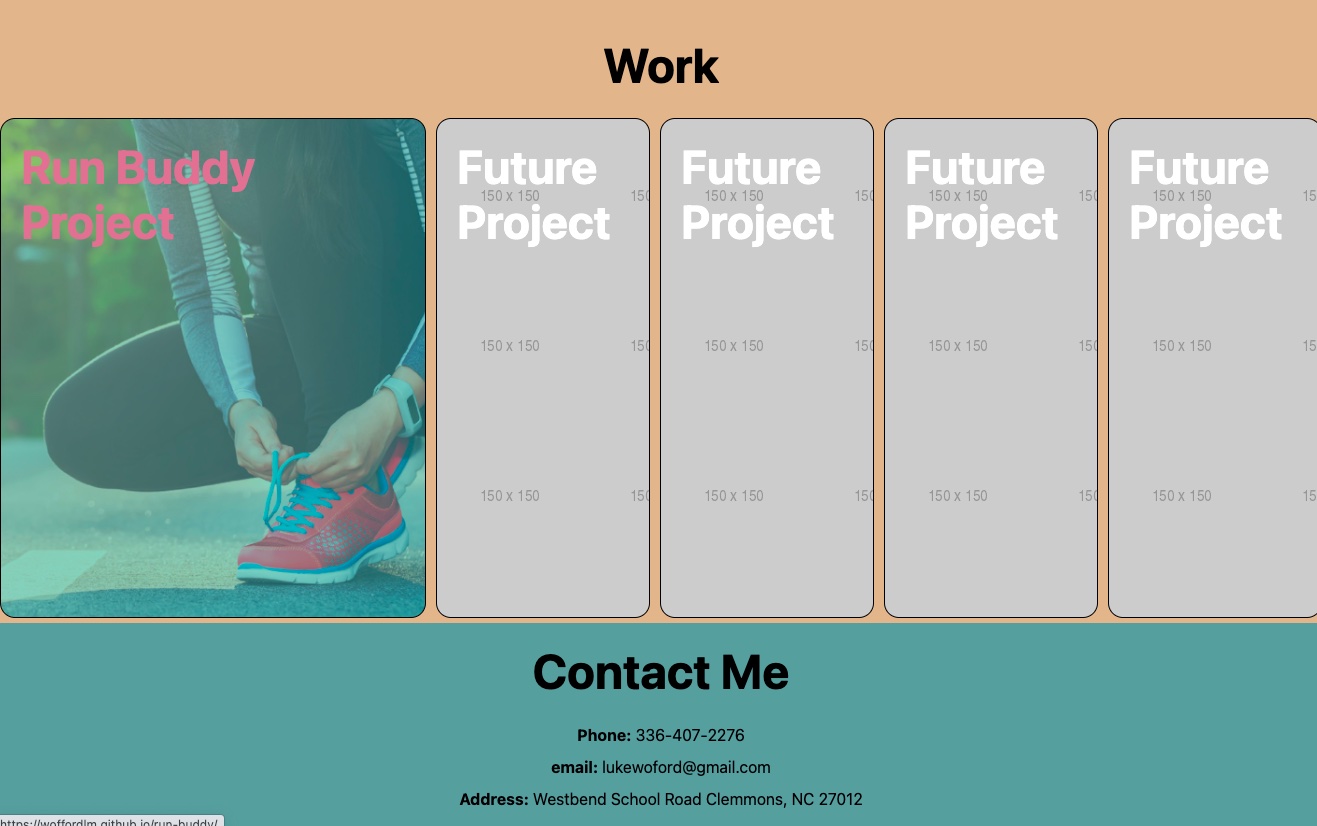 Work
Run Buddy
Project
Future
Project
150 x 150
150
150 x 150
150
150 x 150
150
Future
Project
150 x 150
150
150 x 150
150
150 x 150
150
Future
Project
150 x 150
150
150 x 150
150
150 x 150
150
Future
Project
150 x 150
15
150 x 150
15
150 x 150
15
Contact Me
Phone: 336-407-2276
email: lukewoford@gmail.com
Address: Westbend School Road Clemmons, NC 27012
https://woffordlm.github.io/run-buddy/